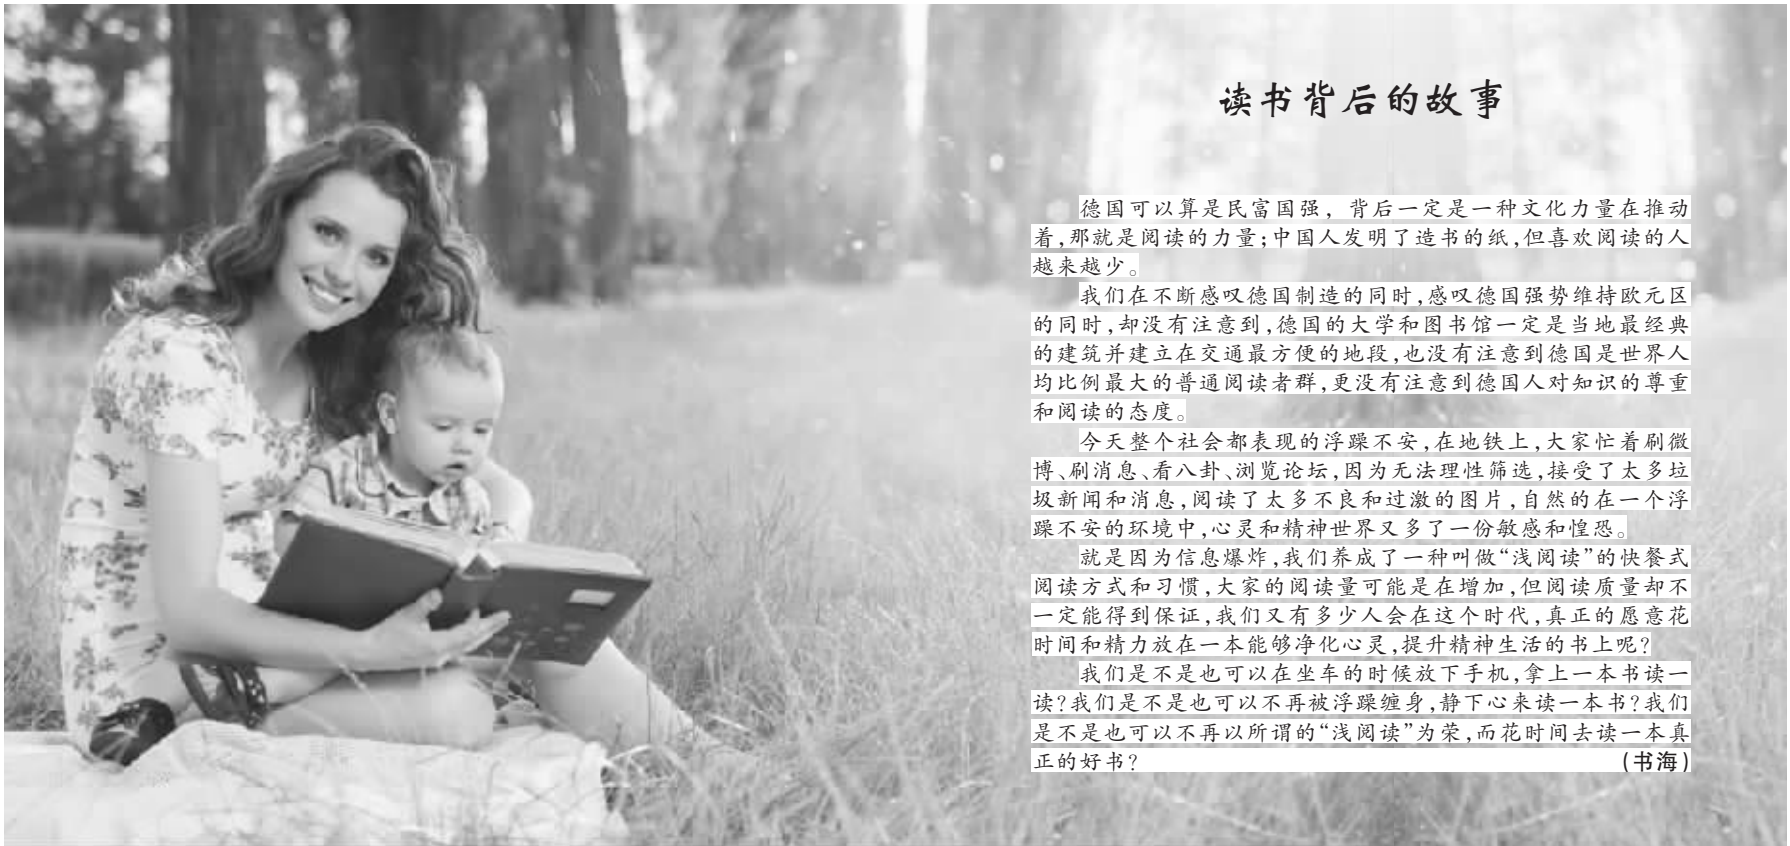 读书背后的故事
德国可以算是民富国强，背后一定是一种文化力量在推动
着，那就是阅读的力量；中国人发明了造书的纸，但喜欢阅读的人
越来越少。
我们在不断感叹德国制造的同时，感叹德国强势维持欧元区
的同时，却没有注意到，德国的大学和图书馆一定是当地最经典
的建筑并建立在交通最方便的地段，也没有注意到德国是世界人
均比例最大的普通阅读者群，更没有注意到德国人对知识的尊重
和阅读的态度。
今天整个社会都表现的浮躁不安，在地铁上，大家忙着刷微
博、刷消息、看八卦、浏览论坛，因为无法理性筛选，接受了太多垃
圾新闻和消息，阅读了太多不良和过激的图片，自然的在一个浮
躁不安的环境中，心灵和精神世界又多了一份敏感和惶恐。
就是因为信息爆炸，我们养成了一种叫做“浅阅读”的快餐式
阅读方式和习惯，大家的阅读量可能是在增加，但阅读质量却不
一定能得到保证，我们又有多少人会在这个时代，真正的愿意花
时间和精力放在一本能够净化心灵，提升精神生活的书上呢？
我们是不是也可以在坐车的时候放下手机，拿上一本书读一
读？我们是不是也可以不再被浮躁缠身，静下心来读一本书？我们
是不是也可以不再以所谓的“浅阅读”为荣，而花时间去读一本真
正的好书？ （书海）